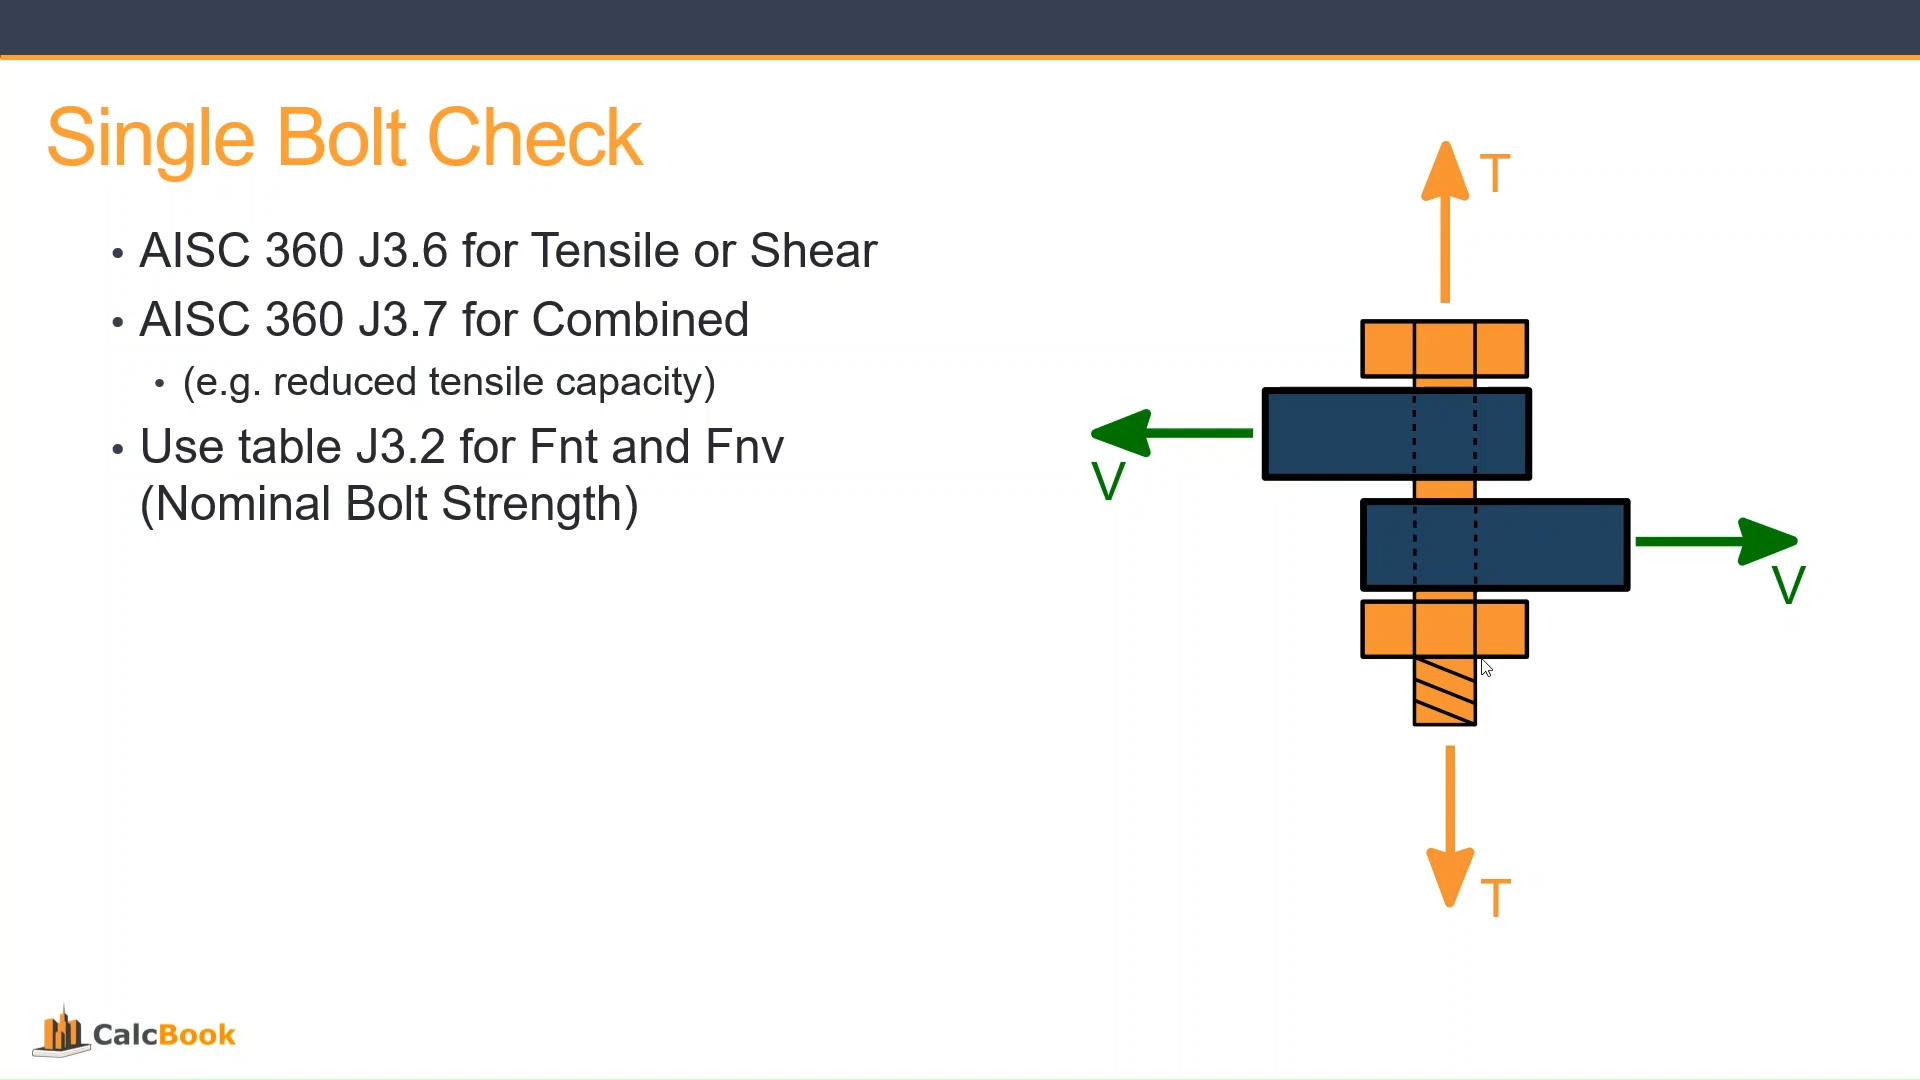 Single Bolt Check
• AISC 360 J3.6 for Tensile or Shear
• AISC 360 J3.7 for Combined
• (e.g. reduced tensile capacity)
• Use table J3.2 for Fnt and Fnv
(Nominal Bolt Strength)
T
V
V
T
CalcBook